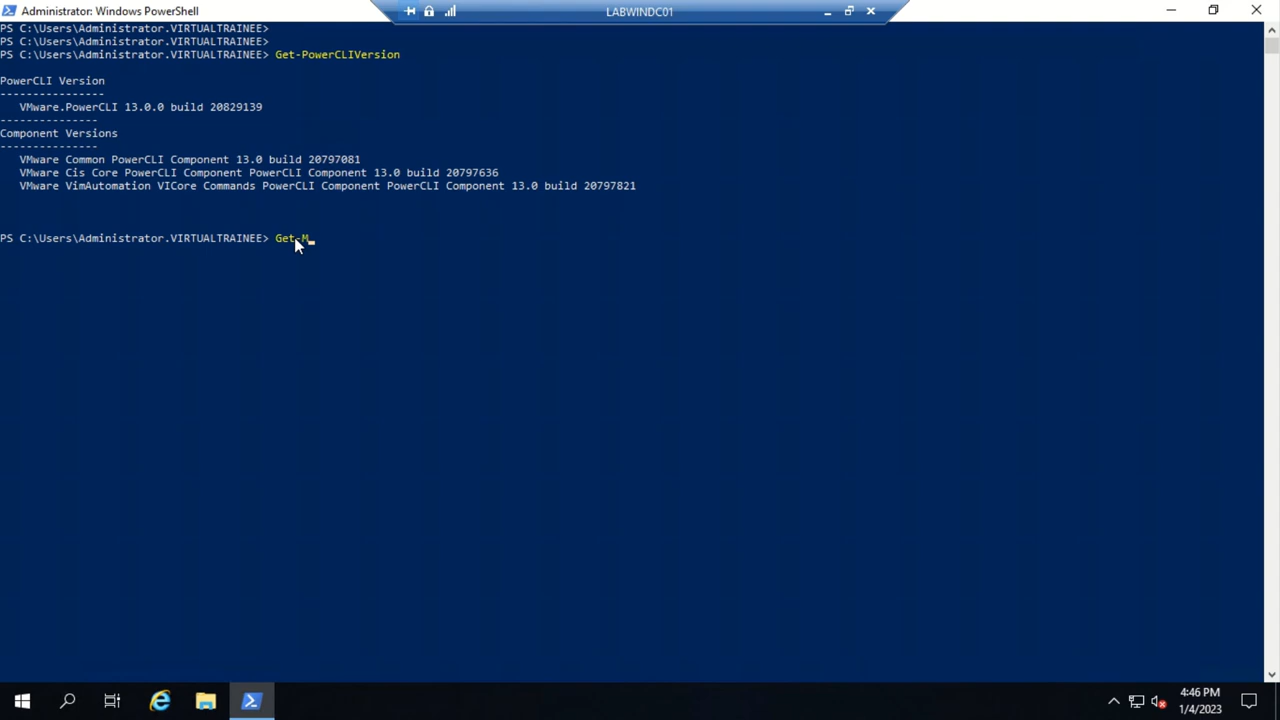 Administrator: Windows PowerShell
LABWINDC01
PS C:\Users\Administrator.VIRTUALTRAINEE>
PS C:\Users\Administrator.VIRTUALTRAINEE>
PS C:\Users\Administrator.VIRTUALTRAINEE> Get-PowerCLIVersion
PowerCLI Version
----------------
VMware.PowerCLI 13.0.0 build 20829139
---------------
Component Versions
---------------
VMware Common PowerCLI Component 13.0 build 20797081
VMware Cis Core PowerCLI Component PowerCLI Component 13.0 build 20797636
VMware VimAutomation VICore Commands PowerCLI Component PowerCLI Component 13.0 build 20797821
PS C:\Users\Administrator.VIRTUALTRAINEE> Get-M_
4:46 PM
1/4/2023